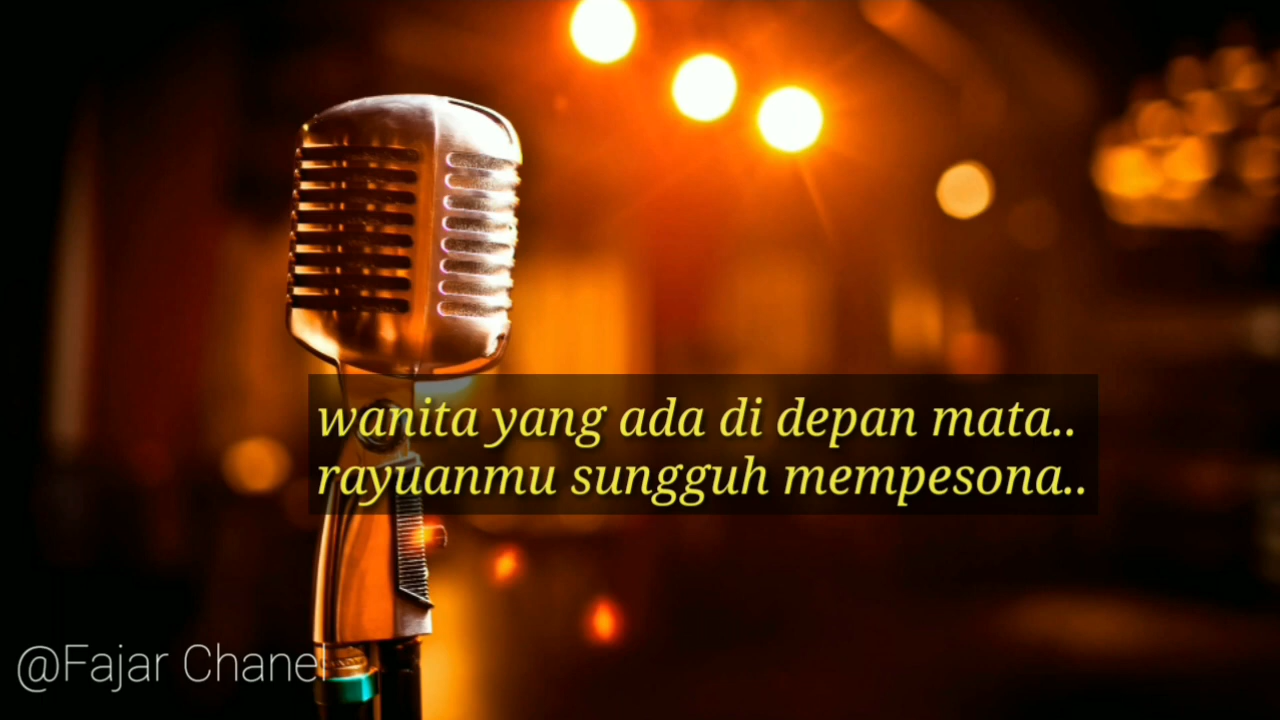 wanita yang ada di depan mata..
rayuanmu sungguh mempesona..
@Fajar Chanel